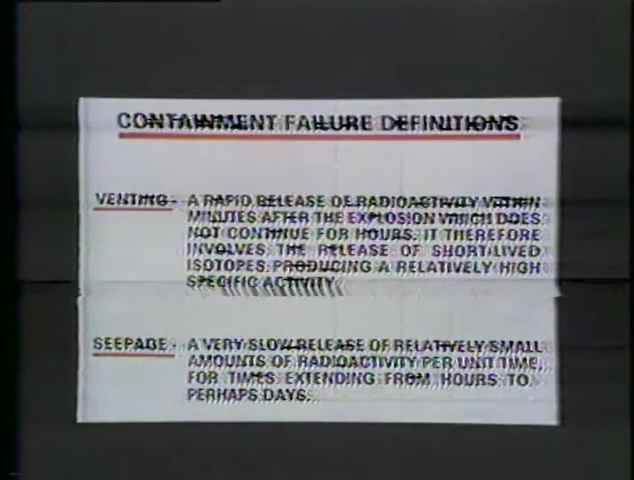 CONTAINMENT FAILURE DEFINITIONS
VENTING - A RAPID RELEASE OF RADIOACTIVITY WITHIN
MINUTES AFTER THE EXPLOSION WHICH DOES
NOT CONTINUE FOR HOURS. IT THEREFORE
INVOLVES THE RELEASE OF SHORT-LIVED
ISOTOPES PRODUCING A RELATIVELY HIGH
SPECIFIC ACTIVITY.
SEEPAGE - A VERY SLOW RELEASE OF RELATIVELY SMALL
AMOUNTS OF RADIOACTIVITY PER UNIT TIME,
FOR TIMES EXTENDING FROM HOURS TO
PERHAPS DAYS.